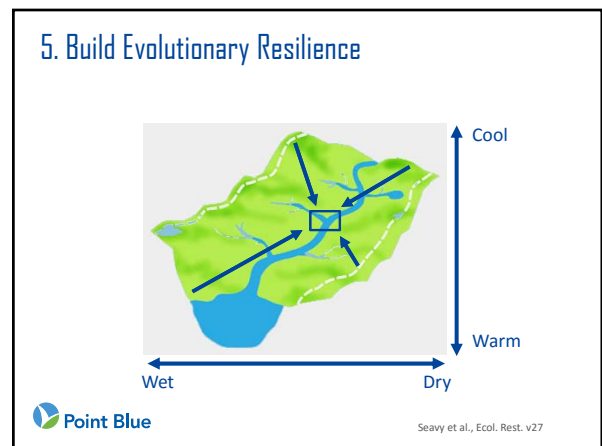 5. Build Evolutionary Resilience
Cool
Warm
Wet
Dry
Point Blue
Seavy et al., Ecol. Rest. v27